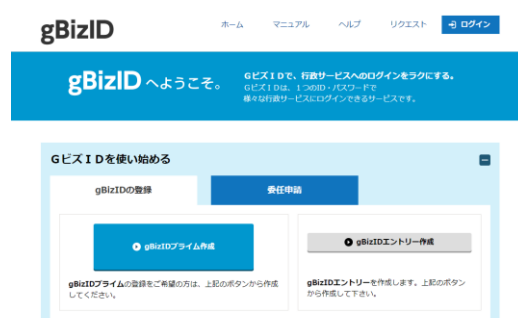 gBizID
ホーム マニュアル ヘルプ リクエスト ログイン
gBizID へようこそ。
GビズIDで、行政サービスへのログインをラクにする。
GビズIDは、1つのID・パスワードで
様々な行政サービスにログインできるサービスです。
GビズIDを使い始める
gBizIDの登録 委任申請
gBizIDプライム作成
gBizIDプライムの登録をご希望の方は、上記のボタンから作成
してください。
gBizIDエントリー作成
gBizIDエントリーを作成します。上記のボタン
から作成して下さい。